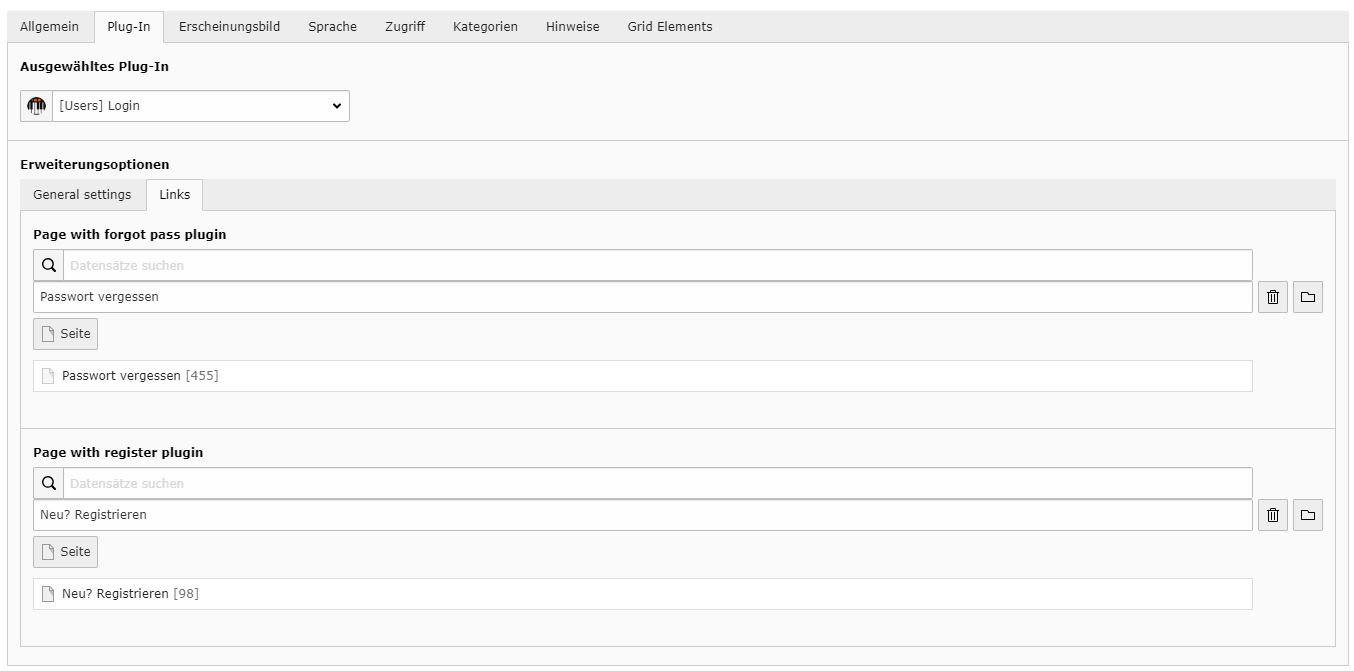 Allgemein Plug-In Erscheinungsbild Sprache Zugriff Kategorien Hinweise Grid Elements
Ausgewähltes Plug-In
[Users] Login
Erweiterungsoptionen
General settings Links
Page with forgot pass plugin
Datensätze suchen
Passwort vergessen
Seite
Passwort vergessen [455]
Page with register plugin
Datensätze suchen
Neu? Registrieren
Seite
Neu? Registrieren [98]